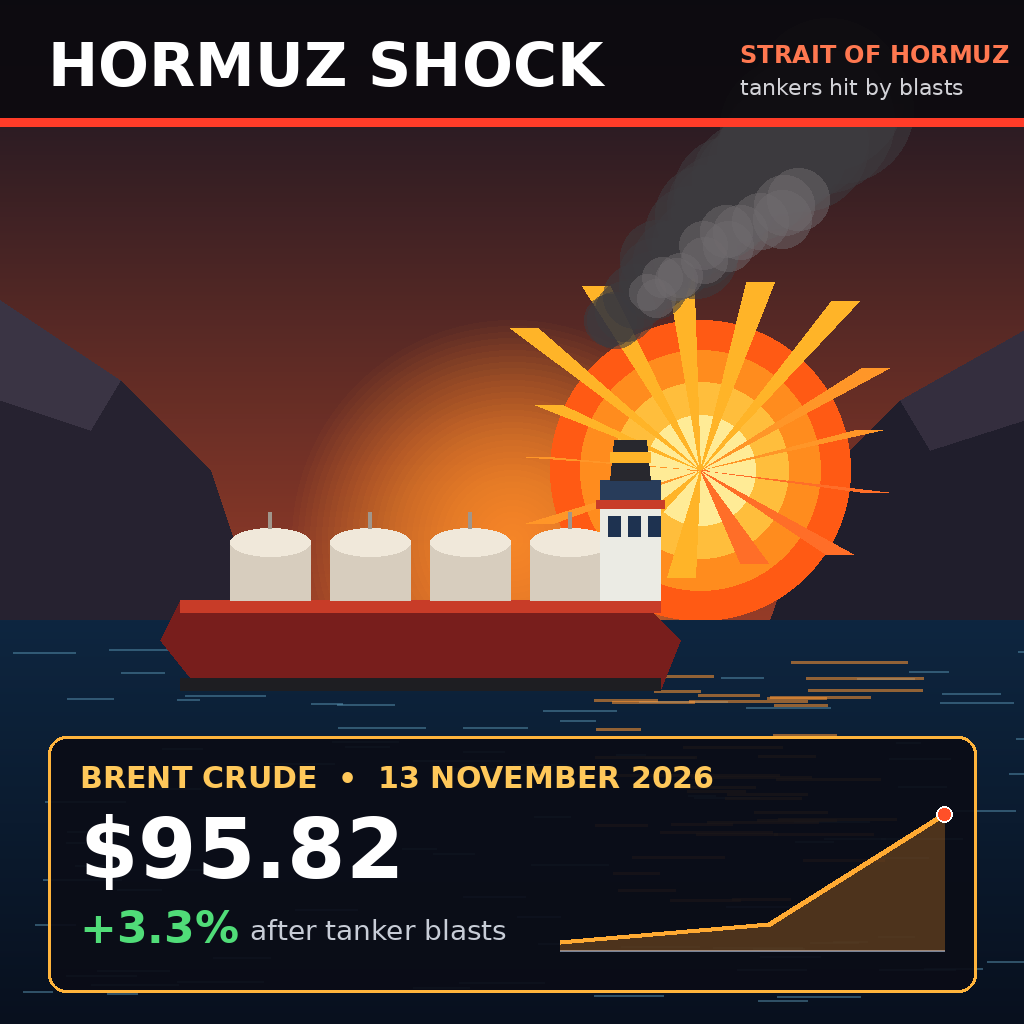 HORMUZ SHOCK
STRAIT OF HORMUZ
tankers hit by blasts
BRENT CRUDE • 13 NOVEMBER 2026
$95.82
+3.3% after tanker blasts